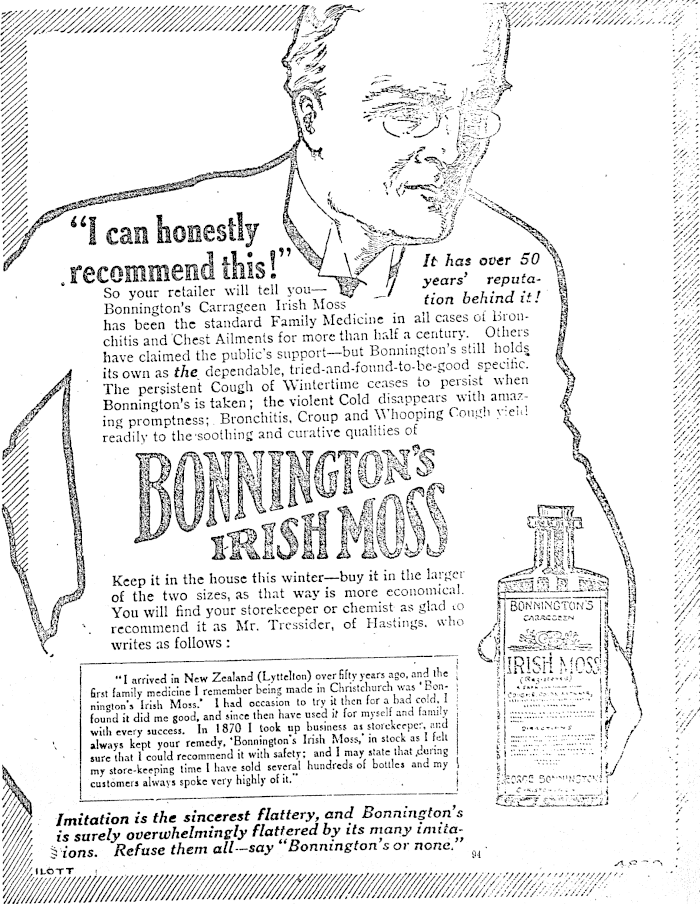 "I can honestly
recommend this!"
It has over 50
years' reputa-
tion behind it!
So your retailer will tell you—
Bonnington's Carrageen Irish Moss
has been the standard Family Medicine in all cases of Bron-
chitis and Chest Ailments for more than half a century. Others
have claimed the public's support—but Bonnington's still holds
its own as the dependable, tried-and-found-to-be-good specific.
The persistent Cough of Wintertime ceases to persist when
Bonnington's is taken; the violent Cold disappears with amaz-
ing promptness; Bronchitis, Croup and Whooping Cough yield
readily to the soothing and curative qualities of
BONNINGTON'S
IRISH MOSS
Keep it in the house this winter—buy it in the larger
of the two sizes, as that way is more economical.
You will find your storekeeper or chemist as glad to
recommend it as Mr. Tressider, of Hastings, who
writes as follows:
"I arrived in New Zealand (Lyttelton) over fifty years ago, and the
first family medicine I remember being made in Christchurch was 'Bon-
nington's Irish Moss.' I had occasion to try it then for a bad cold, I
found it did me good, and since then have used it for myself and family
with every success. In 1870 I took up business as storekeeper, and
always kept your remedy, 'Bonnington's Irish Moss,' in stock as I felt
sure that I could recommend it with safety; and I may state that during
my store-keeping time I have sold several hundreds of bottles and my
customers always spoke very highly of it."
BONNINGTON'S
CARRAGEEN
IRISH MOSS
(Registered)
DIRECTIONS
GEORGE BONNINGTON
Imitation is the sincerest flattery, and Bonnington's
is surely overwhelmingly flattered by its many imita-
tions. Refuse them all—say "Bonnington's or none."
94
ILOTT